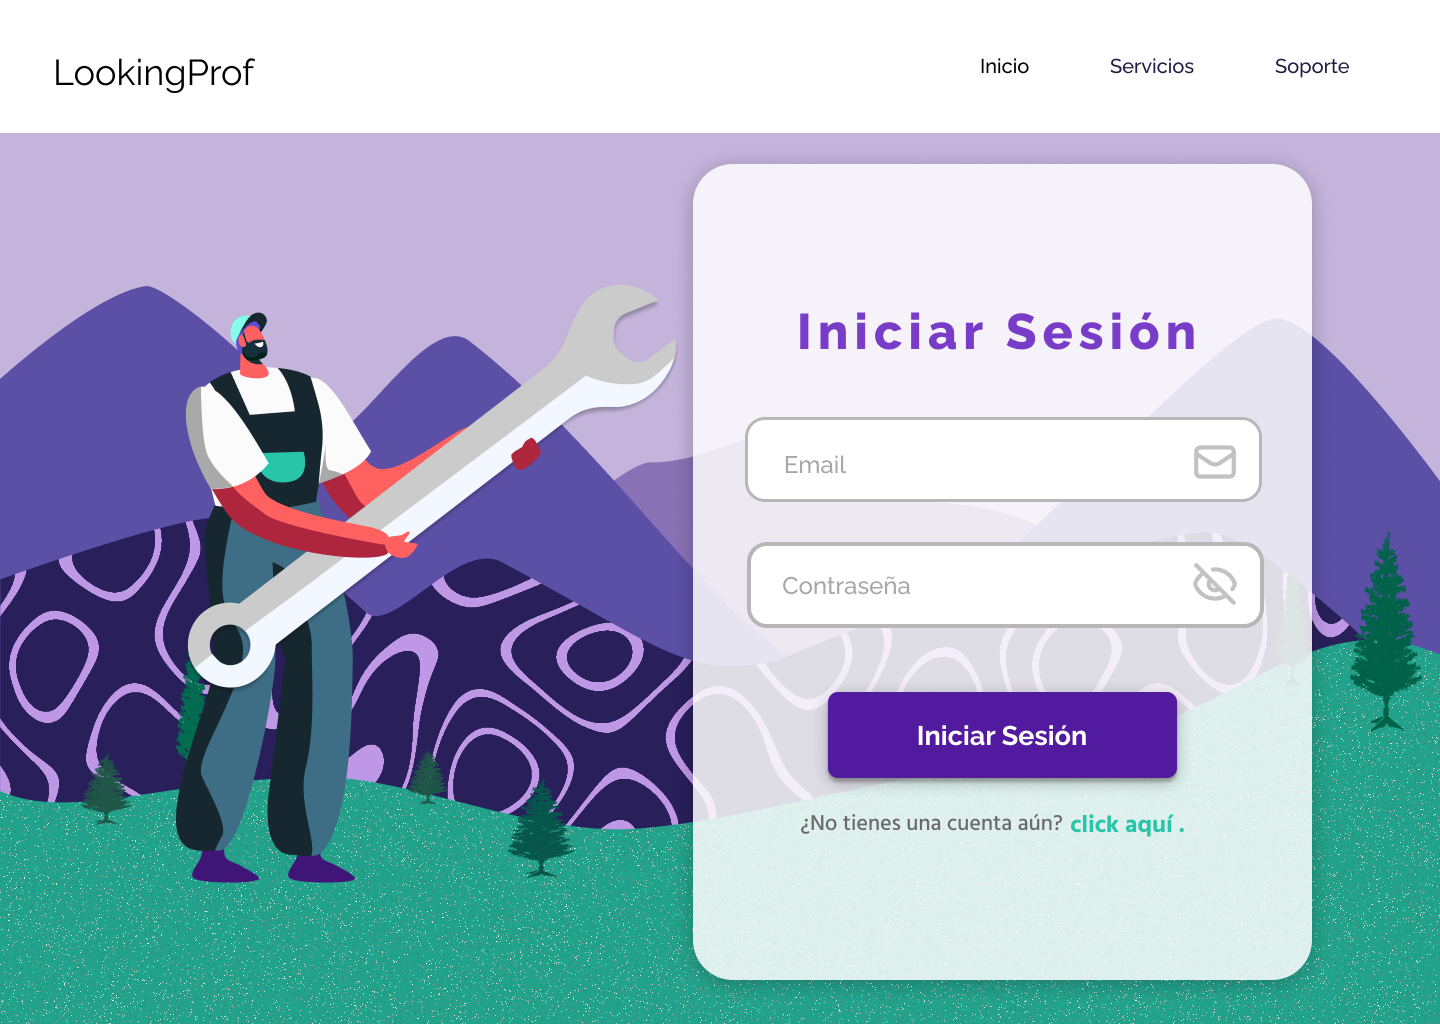 LookingProf
Inicio Servicios Soporte
Iniciar Sesión
Email
Contraseña
Iniciar Sesión
¿No tienes una cuenta aún? click aquí .